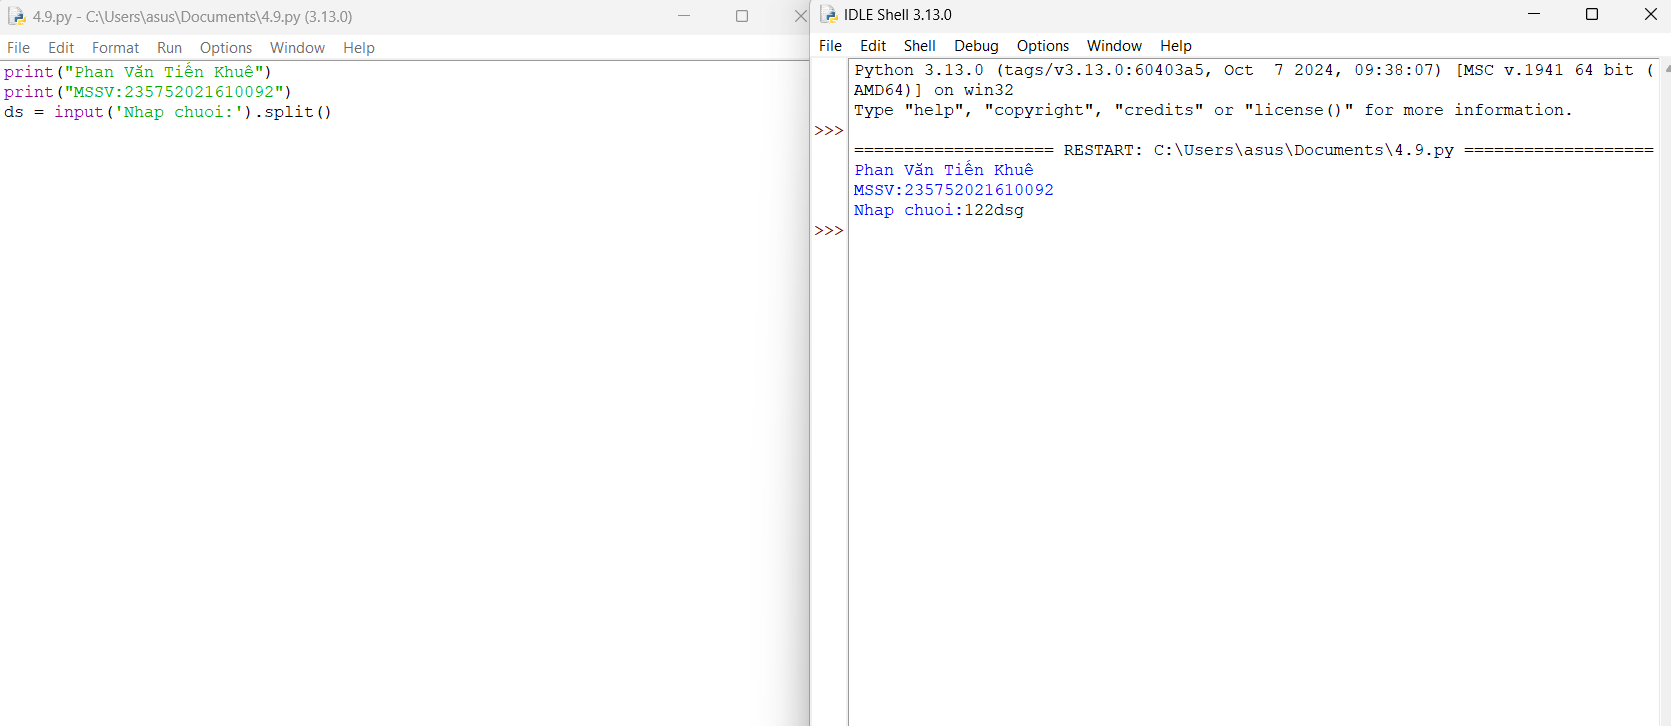 4.9.py - C:\Users\asus\Documents\4.9.py (3.13.0)
File Edit Format Run Options Window Help
print("Phan Văn Tiến Khuê")
print("MSSV:235752021610092")
ds = input('Nhap chuoi:').split()
IDLE Shell 3.13.0
File Edit Shell Debug Options Window Help
Python 3.13.0 (tags/v3.13.0:60403a5, Oct  7 2024, 09:38:07) [MSC v.1941 64 bit (
AMD64)] on win32
Type "help", "copyright", "credits" or "license()" for more information.
>>>
==================== RESTART: C:\Users\asus\Documents\4.9.py ===================
Phan Văn Tiến Khuê
MSSV:235752021610092
Nhap chuoi:122dsg
>>>